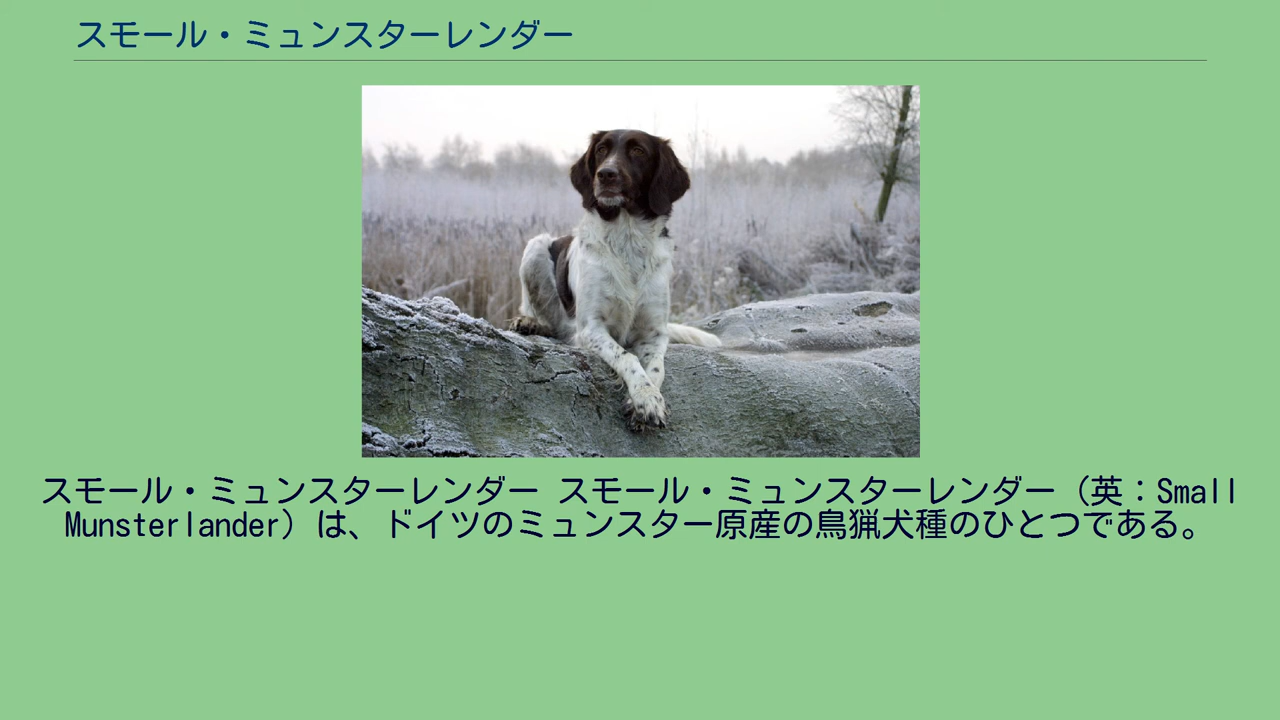 スモール・ミュンスターレンダー
スモール・ミュンスターレンダー スモール・ミュンスターレンダー（英：Small
Munsterlander）は、ドイツのミュンスター原産の鳥猟犬種のひとつである。